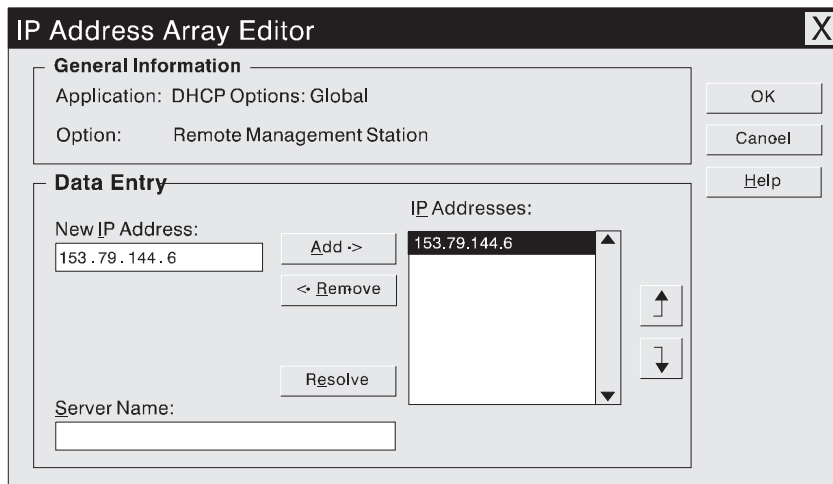 IP Address Array Editor X
General Information
Application: DHCP Options: Global
Option: Remote Management Station
OK
Cancel
Help
Data Entry
New IP Address:
153.79.144.6
Add ->
<- Remove
Resolve
IP Addresses:
153.79.144.6
Server Name: